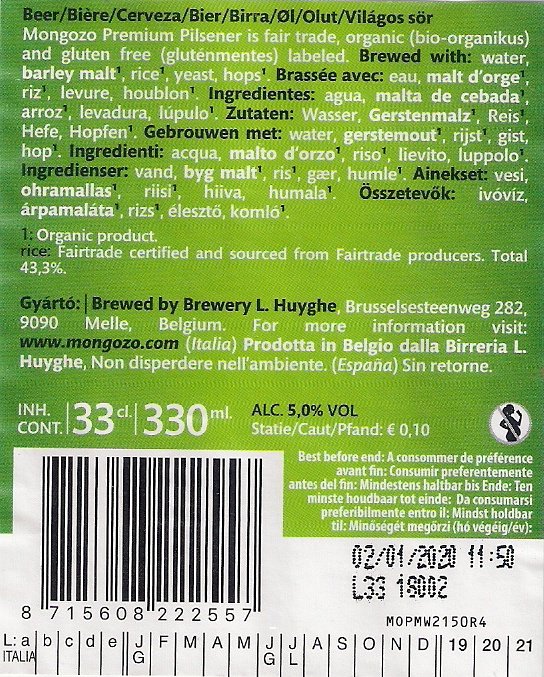 Beer/Bière/Cerveza/Bier/Birra/Øl/Olut/Világos sör
Mongozo Premium Pilsener is fair trade, organic (bio-organikus)
and gluten free (gluténmentes) labeled. Brewed with: water,
barley malt¹, rice¹, yeast, hops¹. Brassée avec: eau, malt d'orge¹,
riz¹, levure, houblon¹ Ingredientes: agua, malta de cebada¹,
arroz¹, levadura, lúpulo¹. Zutaten: Wasser, Gerstenmalz¹, Reis¹,
Hefe, Hopfen¹. Gebrouwen met: water, gerstemout¹, rijst¹, gist,
hop¹. Ingredienti: acqua, malto d'orzo¹, riso¹, lievito, luppolo¹.
Ingredienser: vand, byg malt¹, ris¹, gær, humle¹. Ainekset: vesi,
ohramallas¹, riisi¹, hiiva, humala¹. Összetevők: ivóvíz,
árpamaláta¹, rizs¹, élesztő, komló¹.
1: Organic product.
rice: Fairtrade certified and sourced from Fairtrade producers. Total
43,3%.
Gyártó: | Brewed by Brewery L. Huyghe, Brusselsesteenweg 282,
9090 Melle, Belgium. For more information visit:
www.mongozo.com (Italia) Prodotta in Belgio dalla Birreria L.
Huyghe, Non disperdere nell'ambiente. (España) Sin retorne.
INH. CONT. | 33 cl. | 330 ml.
ALC. 5,0% VOL
Statie/Caut/Pfand: € 0,10
Best before end: A consommer de préférence
avant fin: Consumir preferentemente
antes del fin: Mindestens haltbar bis Ende: Ten
minste houdbaar tot einde: Da consumarsi
preferibilmente entro il: Mindst holdbar
til: Minőségét megőrzi (hó végéig/év):
02/01/2020 11:50
L33 18002
MOPMW2150R4
8 715608 222557
L: a b c d e J G F M A M J G J L A S O N D 19 20 21
ITALIA